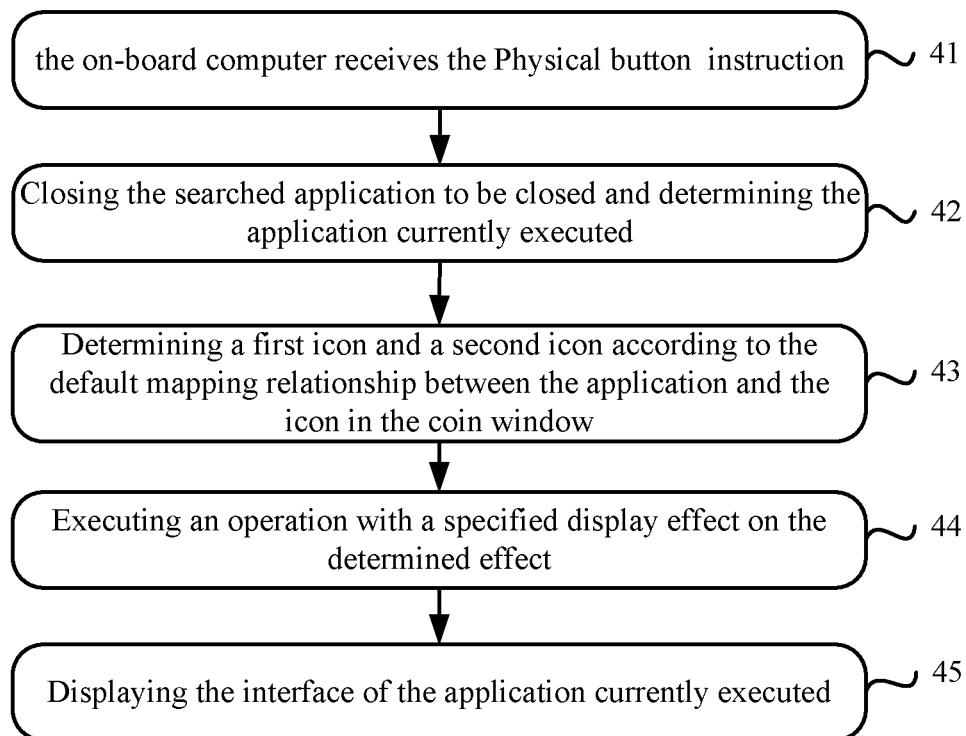 the on-board computer receives the Physical button instruction
41
Closing the searched application to be closed and determining the
application currently executed
42
Determining a first icon and a second icon according to the
default mapping relationship between the application and the
icon in the coin window
43
Executing an operation with a specified display effect on the
determined effect
44
Displaying the interface of the application currently executed
45